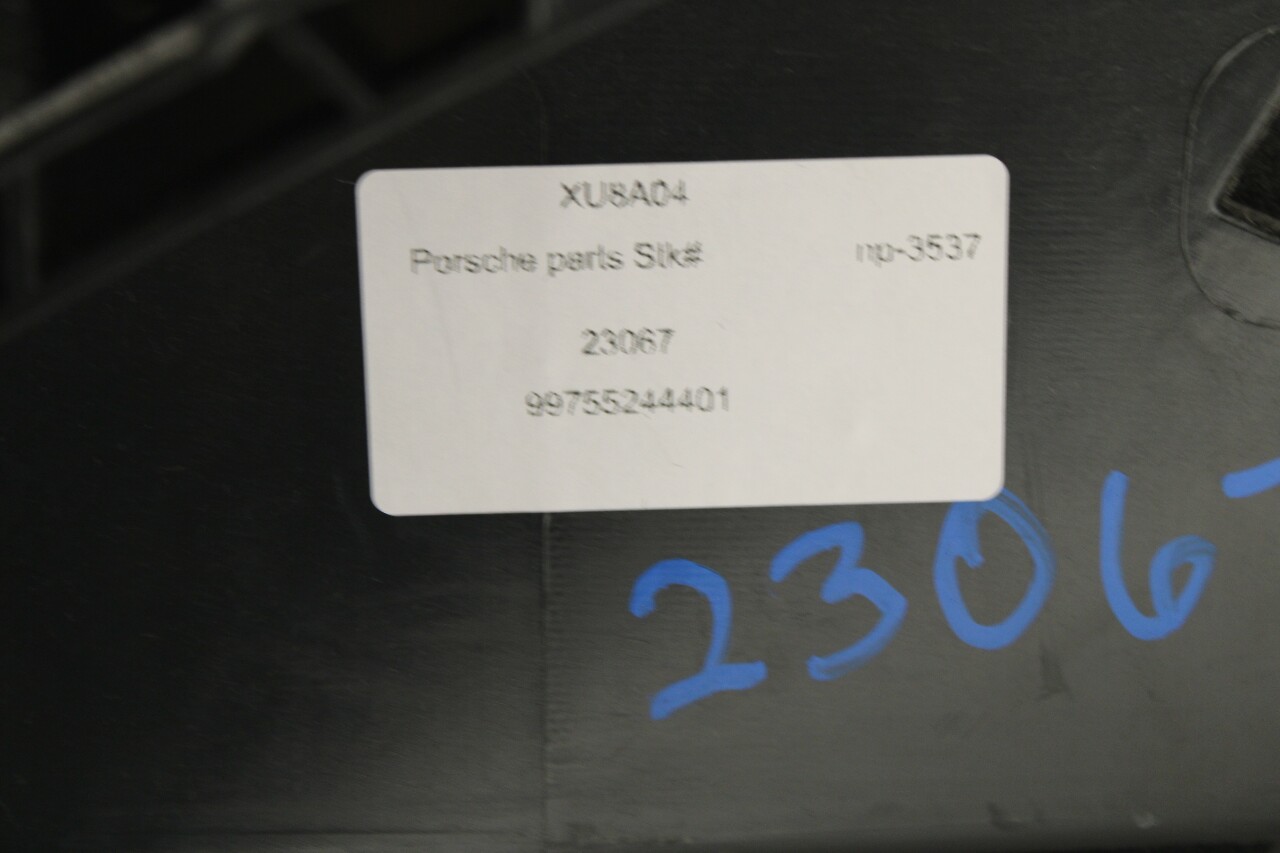 XU8A04
Porsche parts Stk# np-3537
23067
99755244401
2306